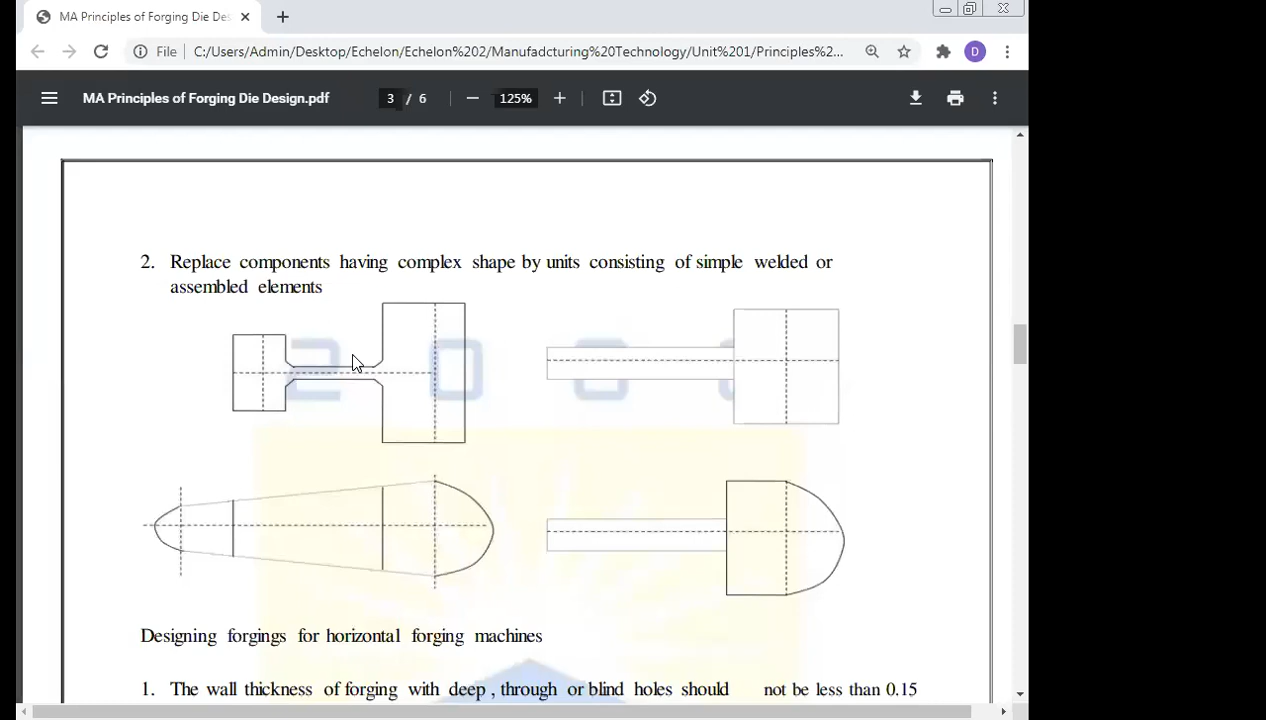 MA Principles of Forging Die De
File C:/Users/Admin/Desktop/Echelon/Echelon%202/Manufadcturing%20Technology/Unit%201/Principles%2...
D
MA Principles of Forging Die Design.pdf 3 / 6 125%
2. Replace components having complex shape by units consisting of simple welded or
assembled elements
2 0 0
Designing forgings for horizontal forging machines
1. The wall thickness of forging with deep , through or blind holes should not be less than 0.15